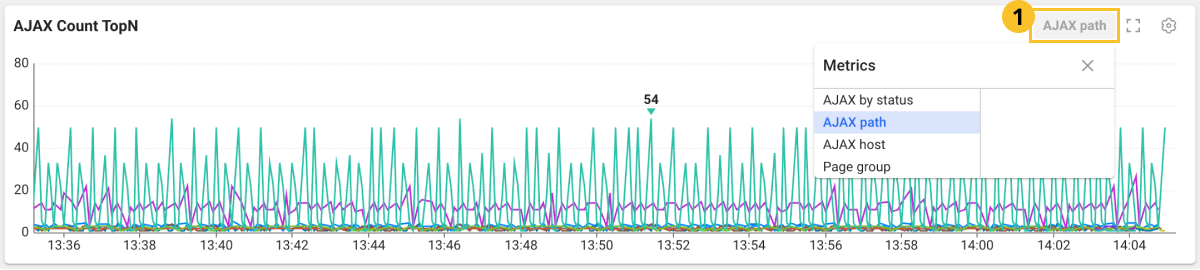 AJAX Count TopN
1
AJAX path
Metrics
AJAX by status
AJAX path
AJAX host
Page group
80
60
40
20
0
54
13:36 13:38 13:40 13:42 13:44 13:46 13:48 13:50 13:52 13:54 13:56 13:58 14:00 14:02 14:04